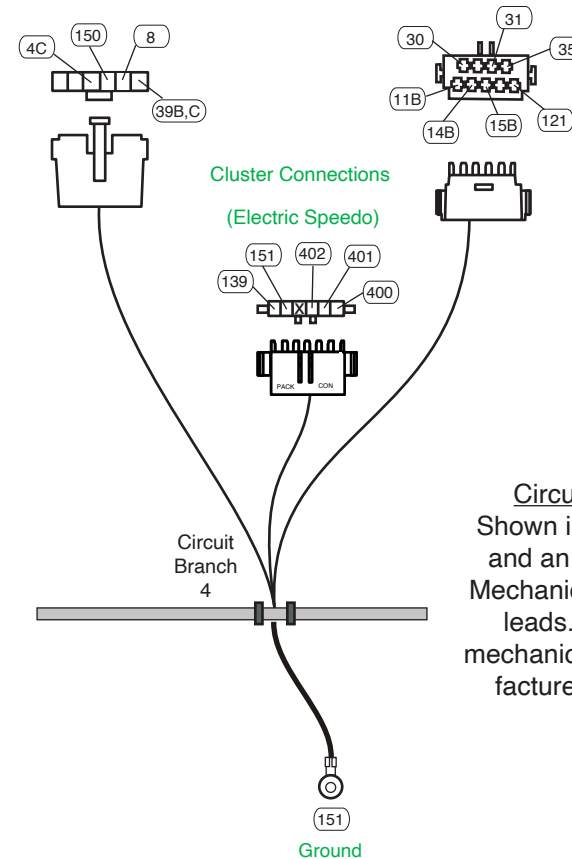 4C
150
8
39B,C
30
31
35
11B
14B
15B
121
Cluster Connections
(Electric Speedo)
139
151
X
402
401
400
PACK
CON
Circuit
Branch
4
Shown i
and an
Mechanic
leads.
mechanic
facture
151
Ground